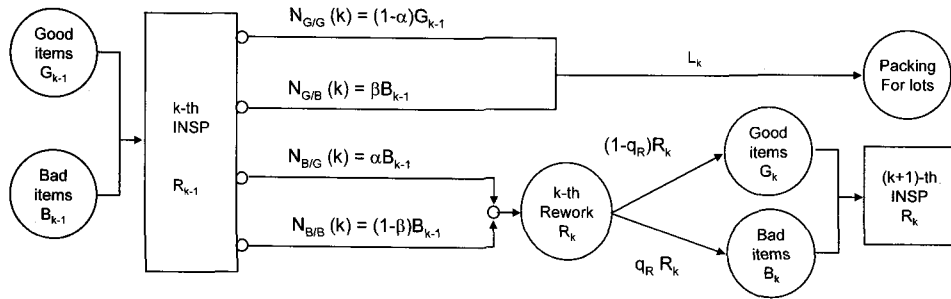 Good
items
G_{k-1}
Bad
items
B_{k-1}
k-th
INSP
R_{k-1}
N_{G/G} (k) = (1-α)G_{k-1}
N_{G/B} (k) = βB_{k-1}
N_{B/G} (k) = αB_{k-1}
N_{B/B} (k) = (1-β)B_{k-1}
L_k
Packing
For lots
k-th
Rework
R_k
(1-q_R)R_k
q_R R_k
Good
items
G_k
Bad
items
B_k
(k+1)-th
INSP
R_k